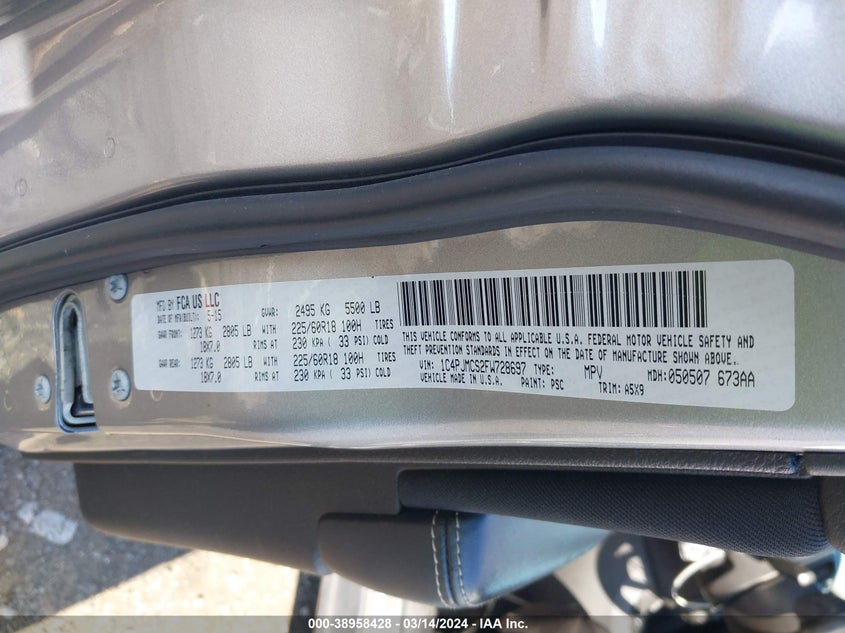 MFD BY FCA US LLC
DATE OF MFR(BUILT): 5-15 GVWR: 2495 KG 5500 LB
GAWR FRONT: 1273 KG 2805 LB WITH 225/60R18 100H TIRES
18X7.0 RIMS AT 230 KPA ( 33 PSI) COLD
GAWR REAR: 1273 KG 2805 LB WITH 225/60R18 100H TIRES
18X7.0 RIMS AT 230 KPA ( 33 PSI) COLD
THIS VEHICLE CONFORMS TO ALL APPLICABLE U.S.A. FEDERAL MOTOR VEHICLE SAFETY AND
THEFT PREVENTION STANDARDS IN EFFECT ON THE DATE OF MANUFACTURE SHOWN ABOVE.
VIN: 1C4PJMCS2FW728697 TYPE: MPV MDH:050507 673AA
VEHICLE MADE IN U.S.A. PAINT: PSC TRIM: A5X9
000-38958428 - 03/14/2024 - IAA Inc.